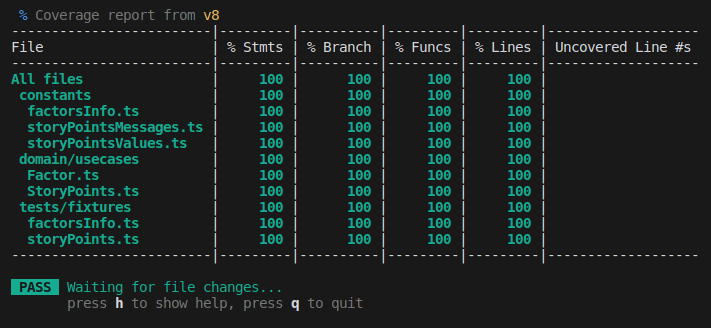 % Coverage report from v8
-------------------------|---------|----------|---------|---------|-------------------
File                     | % Stmts | % Branch | % Funcs | % Lines | Uncovered Line #s
-------------------------|---------|----------|---------|---------|-------------------
All files                |     100 |      100 |     100 |     100 |
 constants               |     100 |      100 |     100 |     100 |
  factorsInfo.ts         |     100 |      100 |     100 |     100 |
  storyPointsMessages.ts |     100 |      100 |     100 |     100 |
  storyPointsValues.ts   |     100 |      100 |     100 |     100 |
 domain/usecases         |     100 |      100 |     100 |     100 |
  Factor.ts              |     100 |      100 |     100 |     100 |
  StoryPoints.ts         |     100 |      100 |     100 |     100 |
 tests/fixtures          |     100 |      100 |     100 |     100 |
  factorsInfo.ts         |     100 |      100 |     100 |     100 |
  storyPoints.ts         |     100 |      100 |     100 |     100 |
-------------------------|---------|----------|---------|---------|-------------------
PASS Waiting for file changes...
press h to show help, press q to quit